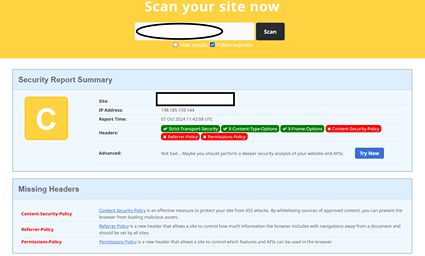 Scan your site now
Scan
Hide results Follow redirects
Security Report Summary
C
Site:
IP Address: 198.185.159.144
Report Time: 07 Oct 2024 11:42:08 UTC
Headers: Strict-Transport-Security X-Content-Type-Options X-Frame-Options Content-Security-Policy
Referrer-Policy Permissions-Policy
Advanced: Not bad... Maybe you should perform a deeper security analysis of your website and APIs: Try Now
Missing Headers
Content-Security-Policy Content Security Policy is an effective measure to protect your site from XSS attacks. By whitelisting sources of approved content, you can prevent the
browser from loading malicious assets.
Referrer-Policy Referrer Policy is a new header that allows a site to control how much information the browser includes with navigations away from a document and
should be set by all sites.
Permissions-Policy Permissions Policy is a new header that allows a site to control which features and APIs can be used in the browser.